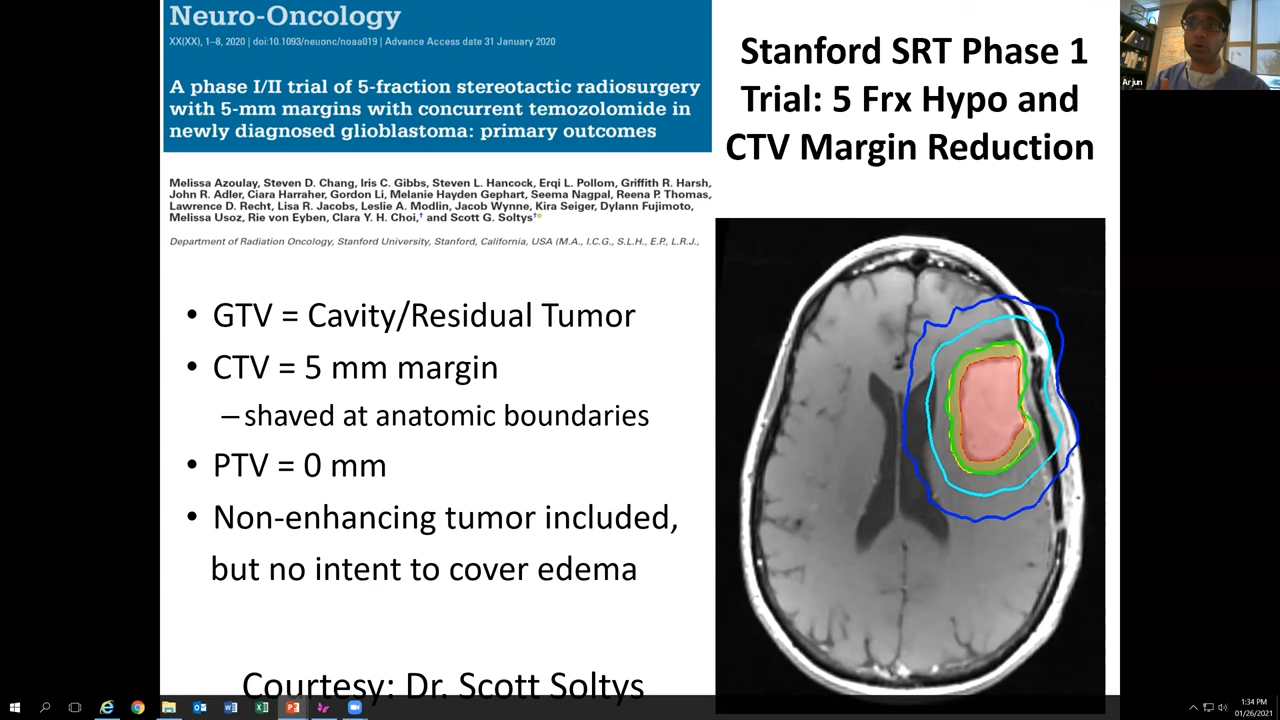 Neuro-Oncology
XX(XX), 1–8, 2020 | doi:10.1093/neuonc/noaa019 | Advance Access date 31 January 2020
A phase I/II trial of 5-fraction stereotactic radiosurgery
with 5-mm margins with concurrent temozolomide in
newly diagnosed glioblastoma: primary outcomes
Melissa Azoulay, Steven D. Chang, Iris C. Gibbs, Steven L. Hancock, Erqi L. Pollom, Griffith R. Harsh,
John R. Adler, Ciara Harraher, Gordon Li, Melanie Hayden Gephart, Seema Nagpal, Reena P. Thomas,
Lawrence D. Recht, Lisa R. Jacobs, Leslie A. Modlin, Jacob Wynne, Kira Seiger, Dylann Fujimoto,
Melissa Usoz, Rie von Eyben, Clara Y. H. Choi,† and Scott G. Soltys†
Department of Radiation Oncology, Stanford University, Stanford, California, USA (M.A., I.C.G., S.L.H., E.P., L.R.J.,
Stanford SRT Phase 1
Trial: 5 Frx Hypo and
CTV Margin Reduction
Arjun
• GTV = Cavity/Residual Tumor
• CTV = 5 mm margin
– shaved at anatomic boundaries
• PTV = 0 mm
• Non-enhancing tumor included,
but no intent to cover edema
Courtesy: Dr. Scott Soltys
1:34 PM
01/26/2021